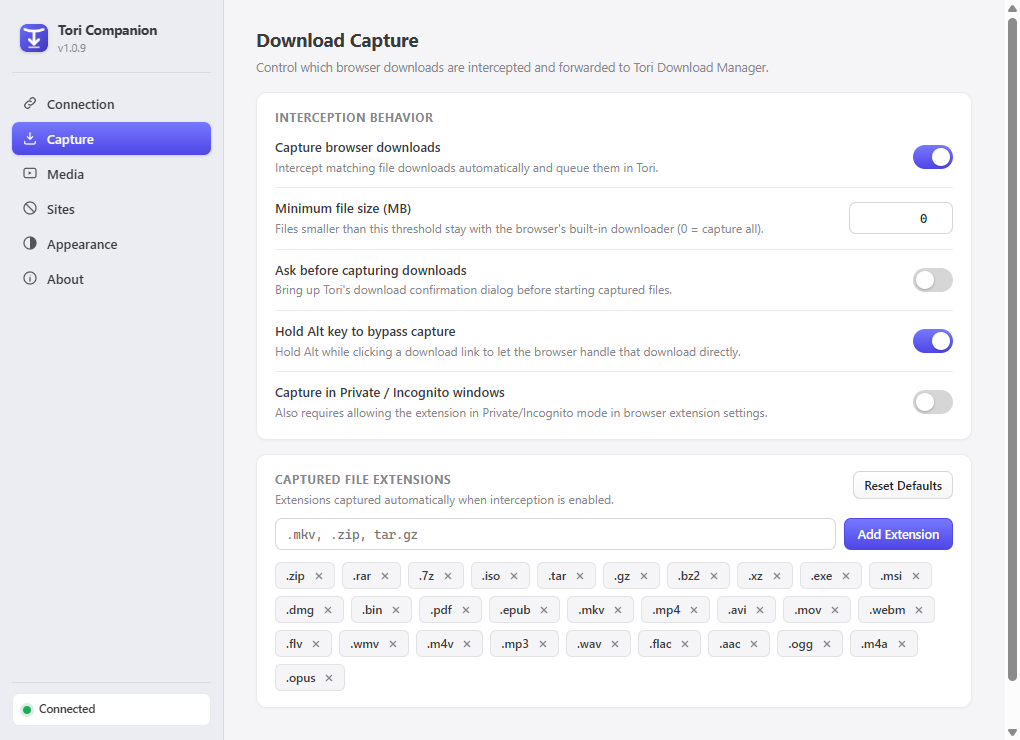 Tori Companion
v1.0.9
Connection
Capture
Media
Sites
Appearance
About
Connected
Download Capture
Control which browser downloads are intercepted and forwarded to Tori Download Manager.
INTERCEPTION BEHAVIOR
Capture browser downloads
Intercept matching file downloads automatically and queue them in Tori.
Minimum file size (MB)
Files smaller than this threshold stay with the browser's built-in downloader (0 = capture all).
0
Ask before capturing downloads
Bring up Tori's download confirmation dialog before starting captured files.
Hold Alt key to bypass capture
Hold Alt while clicking a download link to let the browser handle that download directly.
Capture in Private / Incognito windows
Also requires allowing the extension in Private/Incognito mode in browser extension settings.
CAPTURED FILE EXTENSIONS
Extensions captured automatically when interception is enabled.
Reset Defaults
.mkv, .zip, tar.gz
Add Extension
.zip × .rar × .7z × .iso × .tar × .gz × .bz2 × .xz × .exe × .msi ×
.dmg × .bin × .pdf × .epub × .mkv × .mp4 × .avi × .mov × .webm ×
.flv × .wmv × .m4v × .mp3 × .wav × .flac × .aac × .ogg × .m4a ×
.opus ×